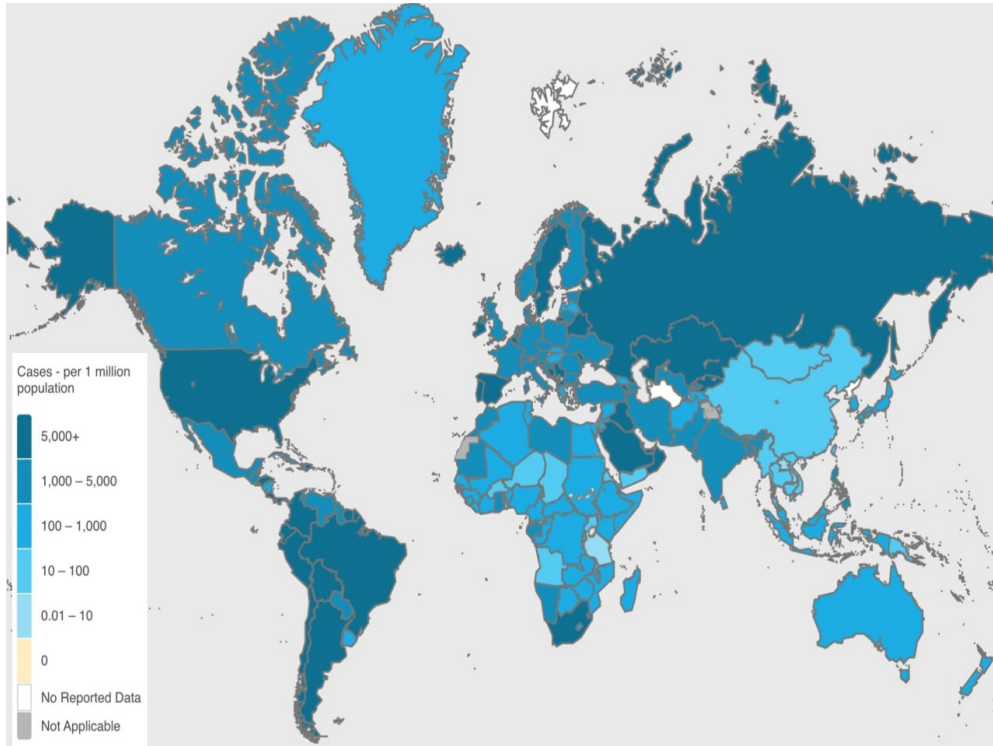 Cases - per 1 million
population
5,000+
1,000 – 5,000
100 – 1,000
10 – 100
0.01 – 10
0
No Reported Data
Not Applicable